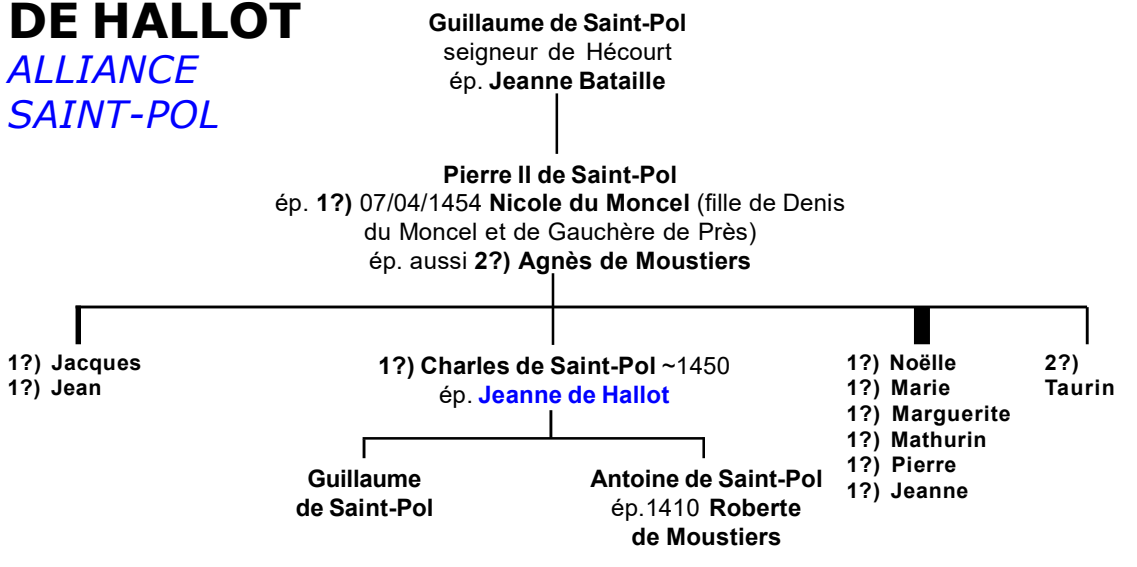 DE HALLOT
ALLIANCE
SAINT-POL
Guillaume de Saint-Pol
seigneur de Hécourt
ép. Jeanne Bataille
Pierre II de Saint-Pol
ép. 1?) 07/04/1454 Nicole du Moncel (fille de Denis
du Moncel et de Gauchère de Près)
ép. aussi 2?) Agnès de Moustiers
1?) Jacques
1?) Jean
1?) Charles de Saint-Pol ~1450
ép. Jeanne de Hallot
Guillaume
de Saint-Pol
Antoine de Saint-Pol
ép.1410 Roberte
de Moustiers
1?) Noëlle
1?) Marie
1?) Marguerite
1?) Mathurin
1?) Pierre
1?) Jeanne
2?)
Taurin